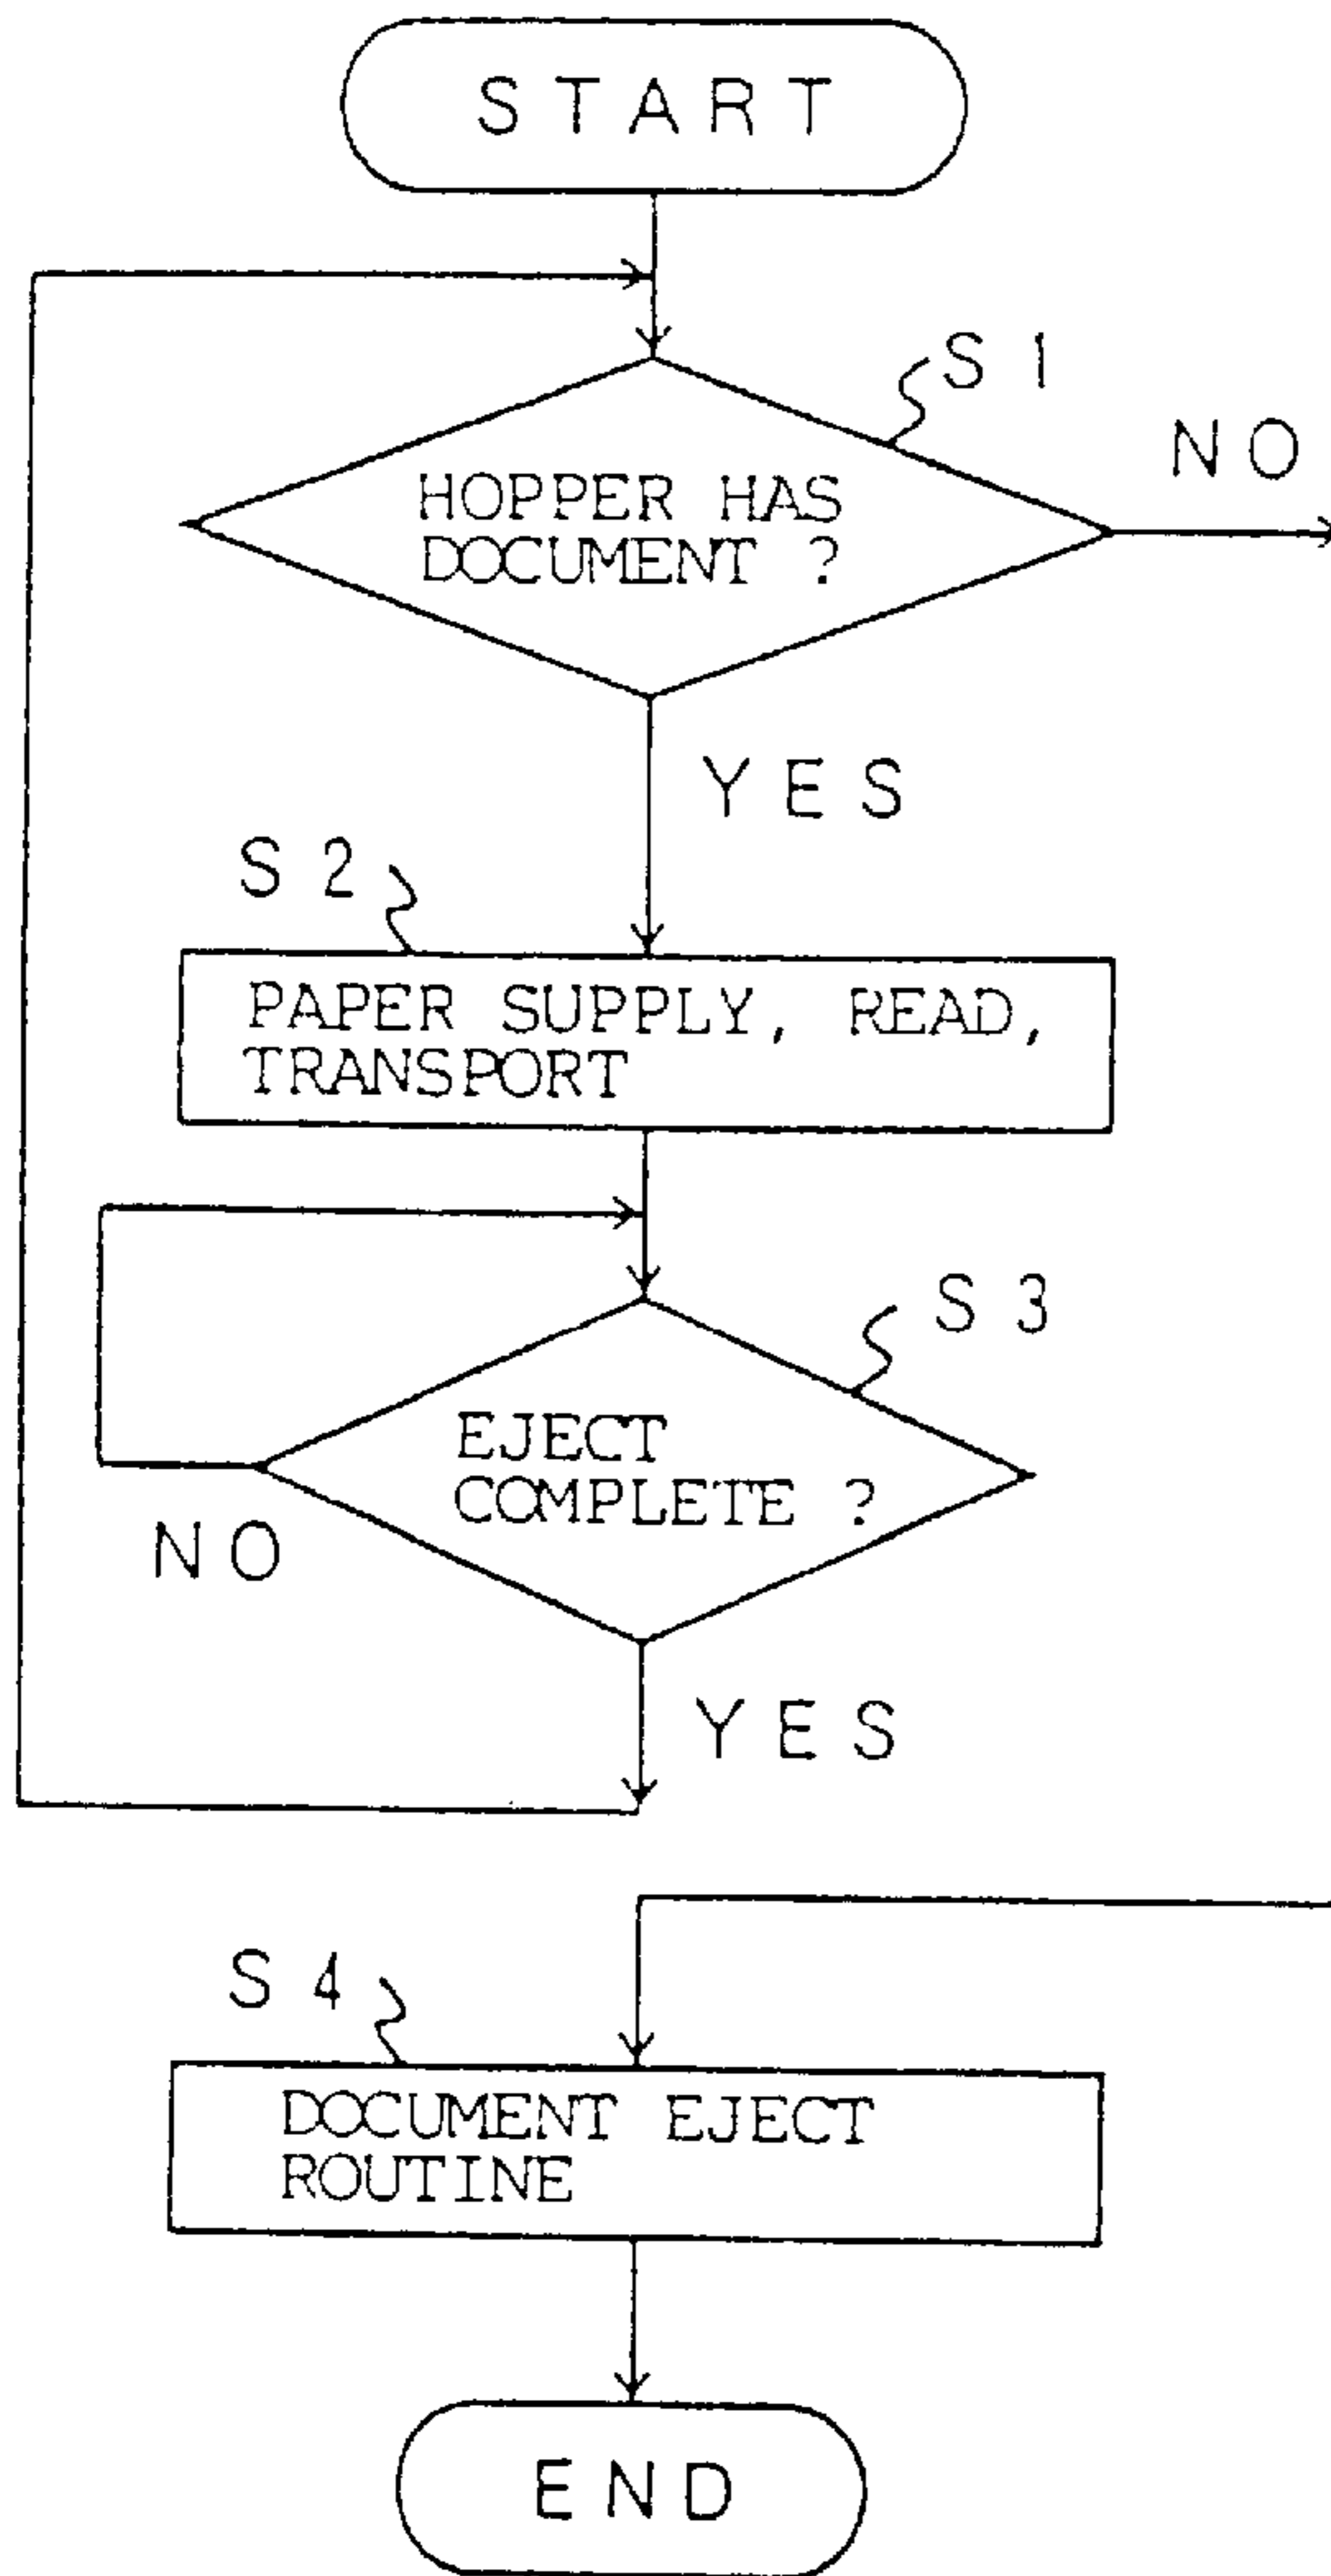 START
S1
NO
HOPPER HAS
DOCUMENT ?
YES
S2
PAPER SUPPLY, READ,
TRANSPORT
S3
EJECT
COMPLETE ?
NO
YES
S4
DOCUMENT EJECT
ROUTINE
END